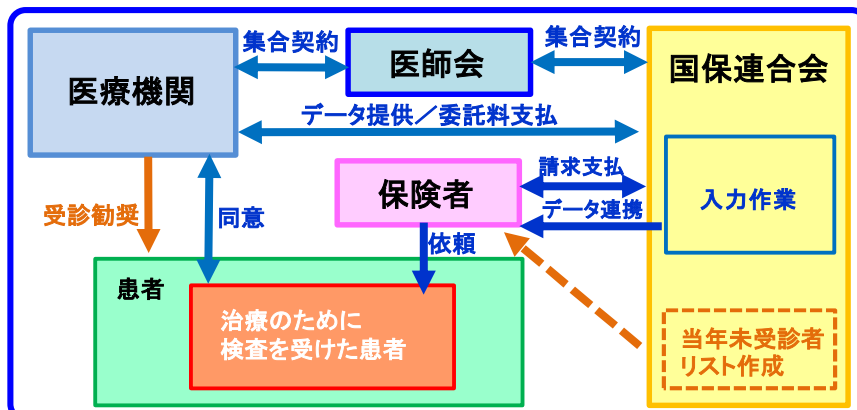 集合契約
集合契約
医療機関
医師会
国保連合会
データ提供／委託料支払
保険者
請求支払
入力作業
データ連携
受診勧奨
同意
依頼
患者
治療のために
検査を受けた患者
当年未受診者
リスト作成